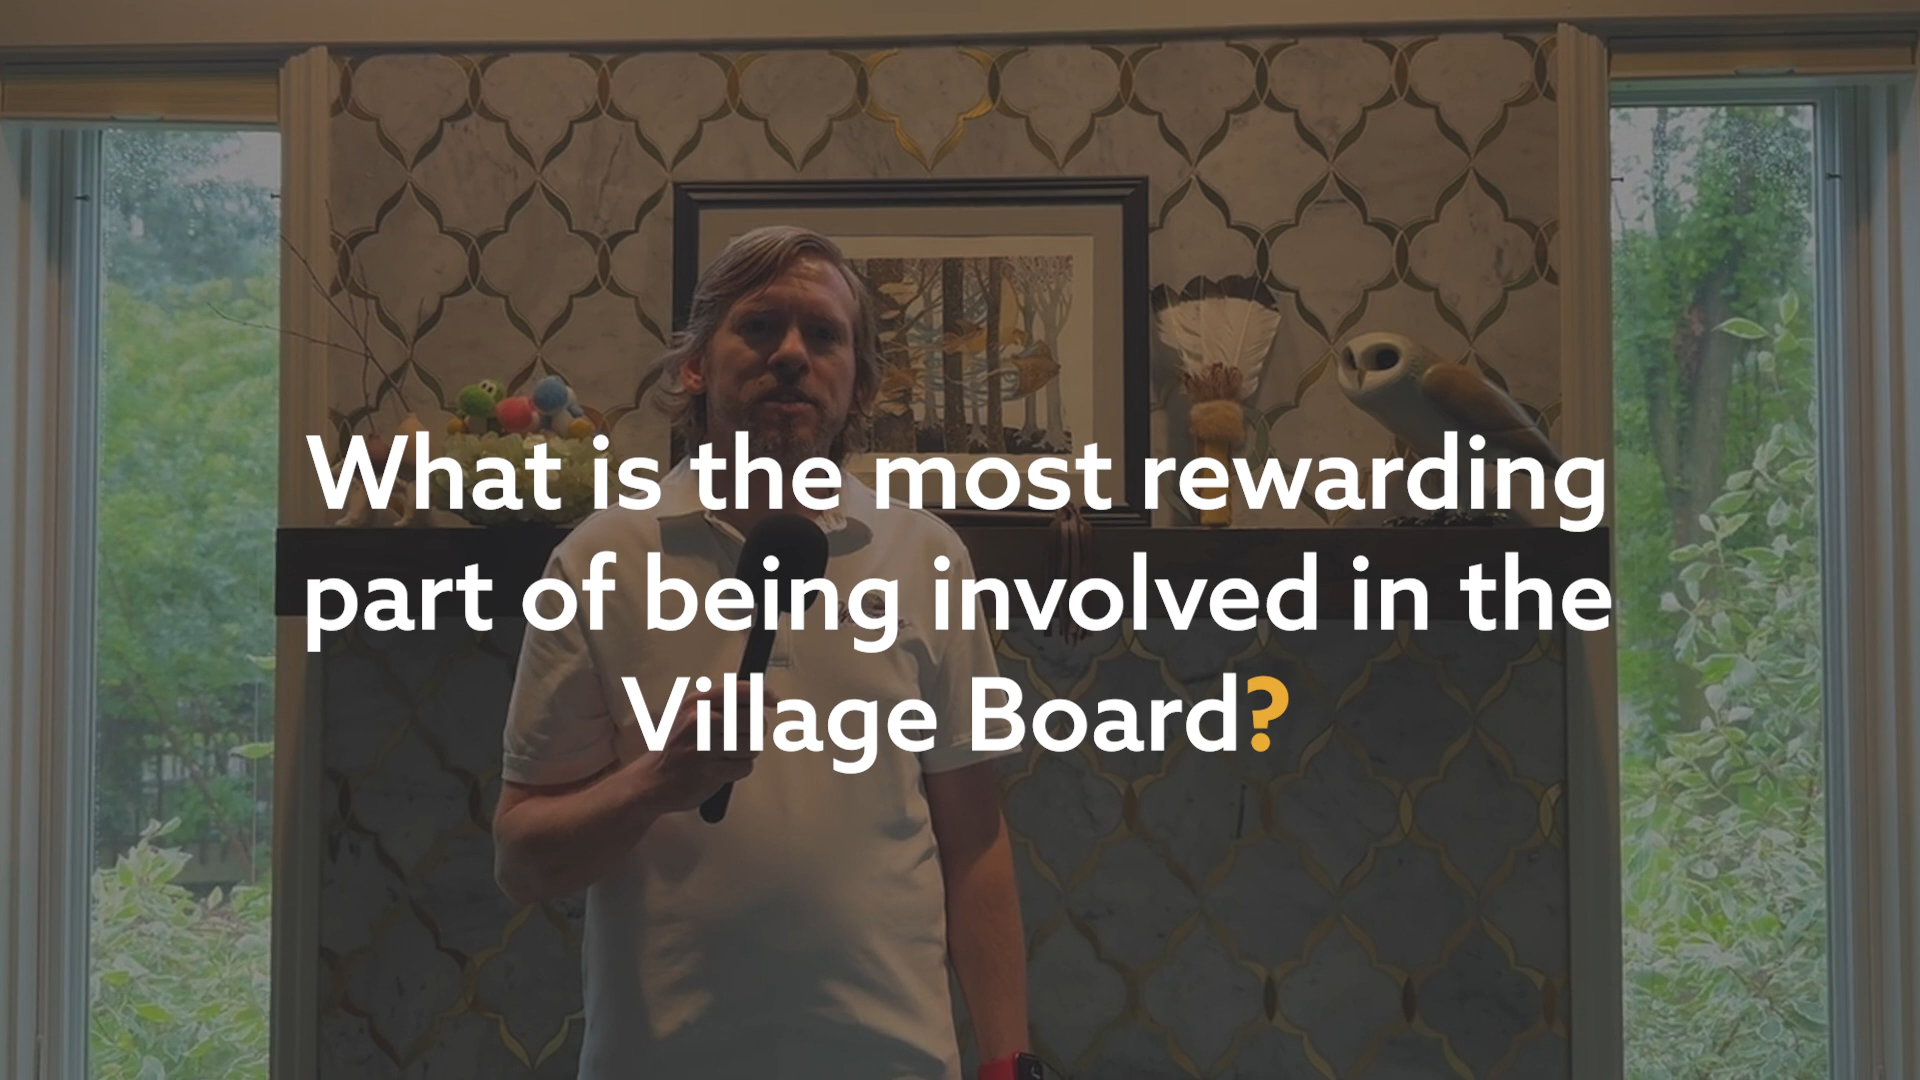 What is the most rewarding
part of being involved in the
Village Board?